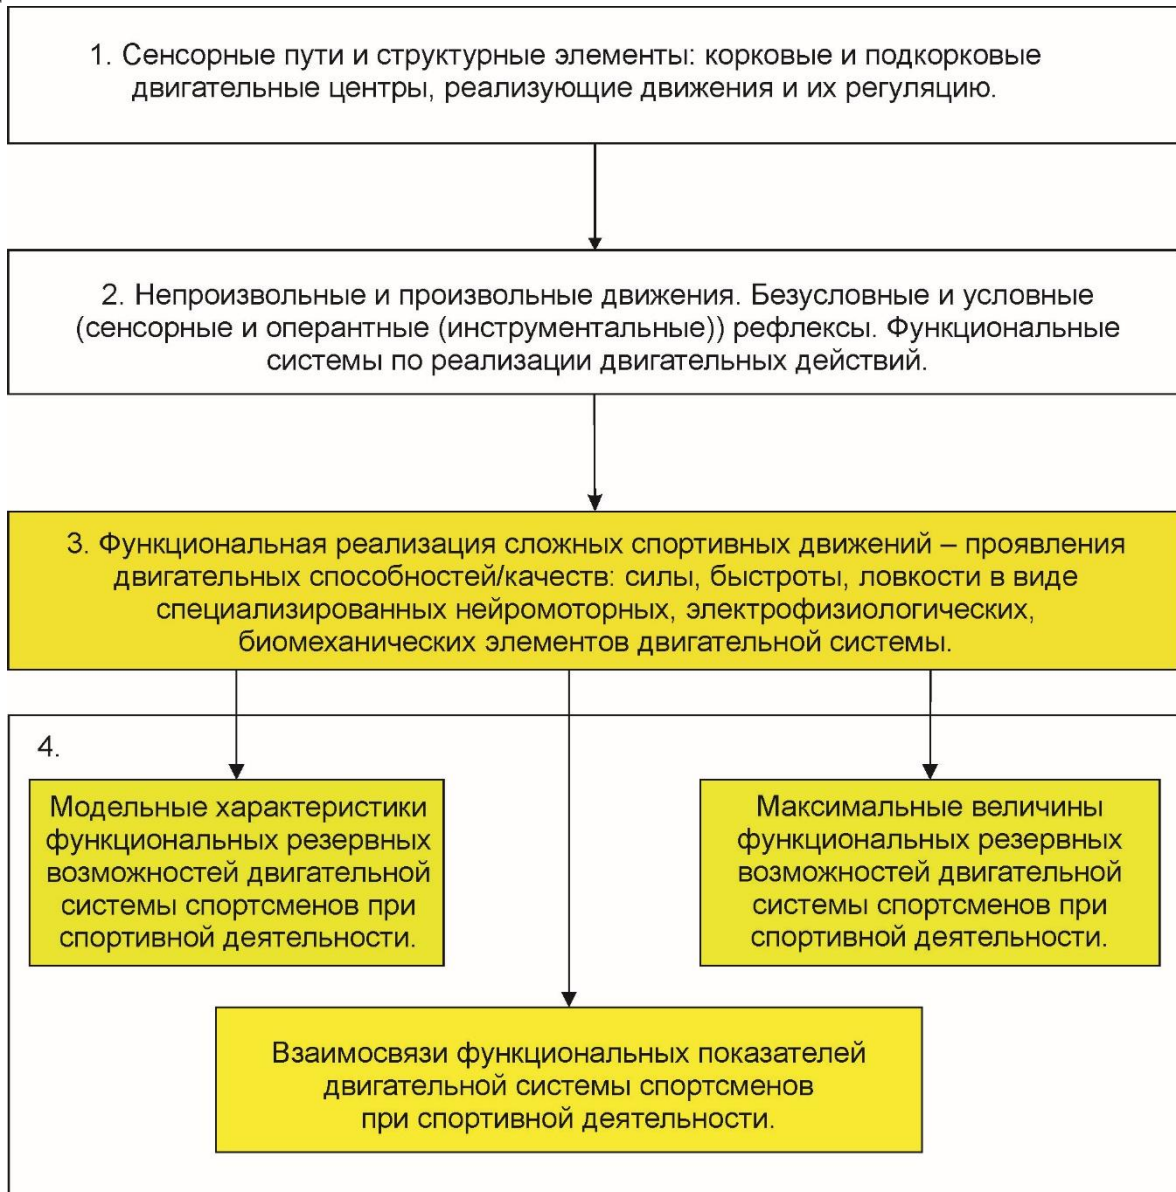 1. Сенсорные пути и структурные элементы: корковые и подкорковые
двигательные центры, реализующие движения и их регуляцию.
2. Непроизвольные и произвольные движения. Безусловные и условные
(сенсорные и оперантные (инструментальные)) рефлексы. Функциональные
системы по реализации двигательных действий.
3. Функциональная реализация сложных спортивных движений – проявления
двигательных способностей/качеств: силы, быстроты, ловкости в виде
специализированных нейромоторных, электрофизиологических,
биомеханических элементов двигательной системы.
4.
Модельные характеристики
функциональных резервных
возможностей двигательной
системы спортсменов при
спортивной деятельности.
Максимальные величины
функциональных резервных
возможностей двигательной
системы спортсменов при
спортивной деятельности.
Взаимосвязи функциональных показателей
двигательной системы спортсменов
при спортивной деятельности.